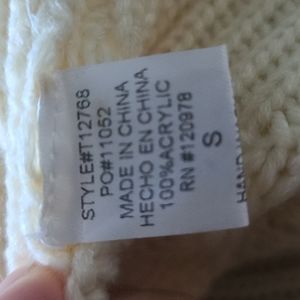 STYLE#T12768
PO#11052
MADE IN CHINA
HECHO EN CHINA
100%ACRYLIC
RN #120978
S